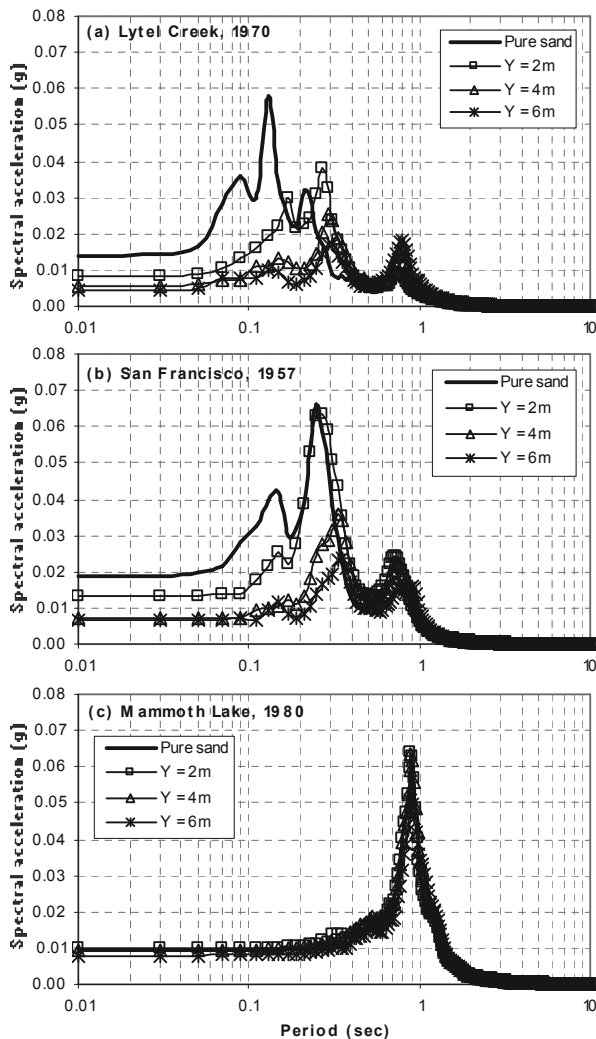 (a) Lytel Creek, 1970
Spectral acceleration (g)
0.08
0.07
0.06
0.05
0.04
0.03
0.02
0.01
0.00
Pure sand
Y = 2m
Y = 4m
Y = 6m
0.01 0.1 1 10
(b) San Francisco, 1957
Spectral acceleration (g)
0.08
0.07
0.06
0.05
0.04
0.03
0.02
0.01
0.00
Pure sand
Y = 2m
Y = 4m
Y = 6m
0.01 0.1 1 10
(c) Mammoth Lake, 1980
Spectral acceleration (g)
0.08
0.07
0.06
0.05
0.04
0.03
0.02
0.01
0.00
Pure sand
Y = 2m
Y = 4m
Y = 6m
0.01 0.1 1 10
Period (sec)